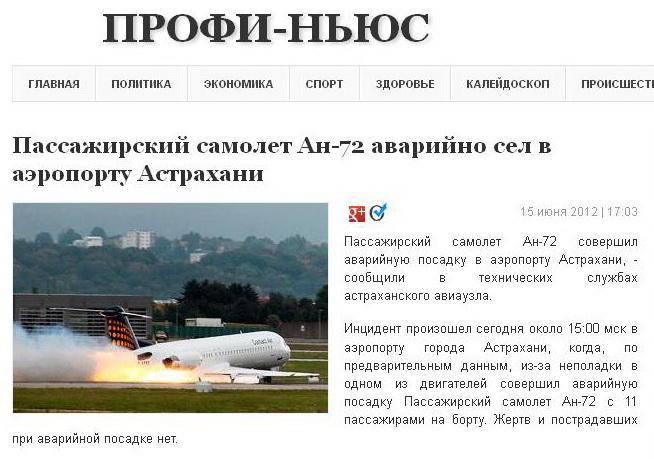 ПРОФИ-НЬЮС
ГЛАВНАЯ ПОЛИТИКА ЭКОНОМИКА СПОРТ ЗДОРОВЬЕ КАЛЕЙДОСКОП ПРОИСШЕСТ
Пассажирский самолет Ан-72 аварийно сел в
аэропорту Астрахани
15 июня 2012 | 17:03
Пассажирский самолет Ан-72 совершил
аварийную посадку в аэропорту Астрахани, -
сообщили в технических службах
астраханского авиаузла.
Инцидент произошел сегодня около 15:00 мск в
аэропорту города Астрахани, когда, по
предварительным данным, из-за неполадки в
одном из двигателей совершил аварийную
посадку Пассажирский самолет Ан-72 с 11
пассажирами на борту. Жертв и пострадавших
при аварийной посадке нет.
g+
Contact Air